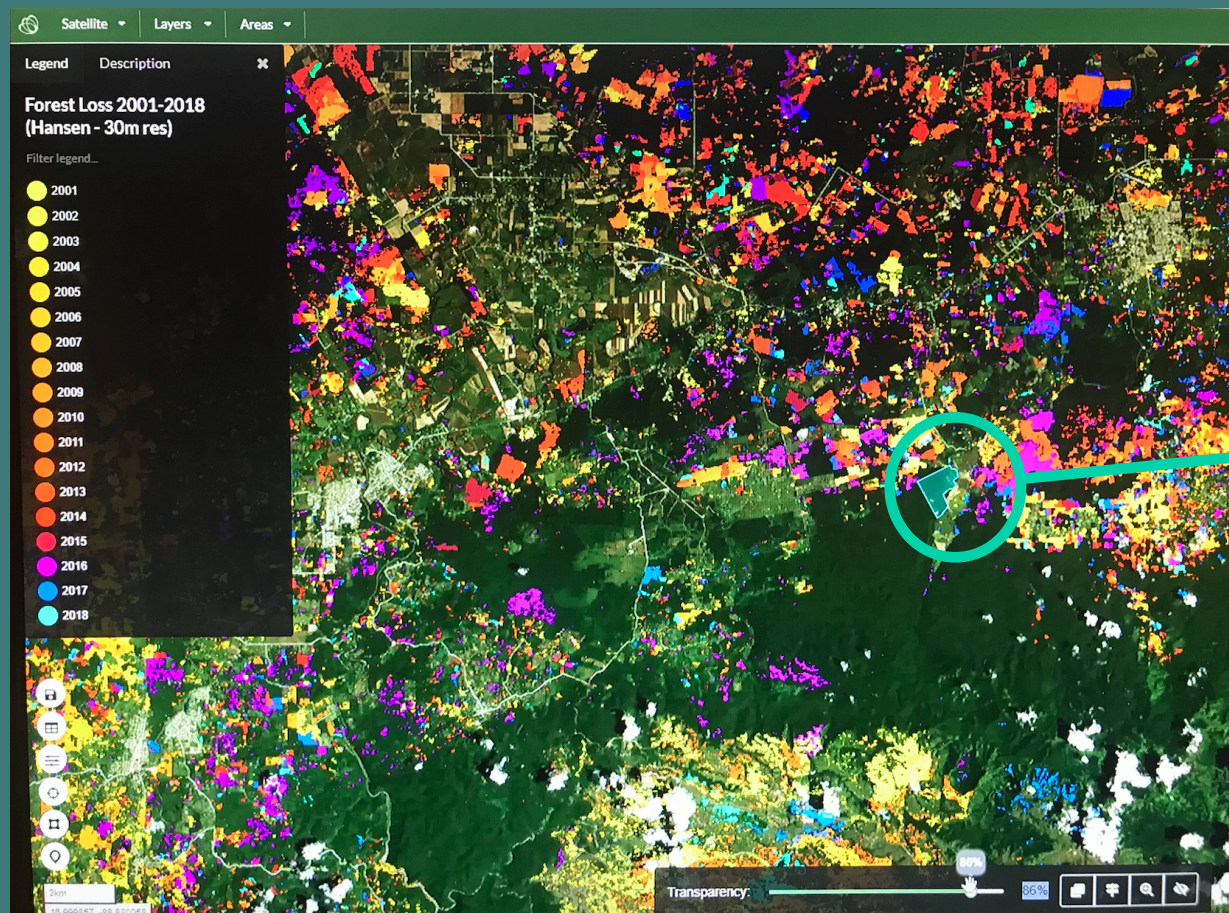 Satellite Layers Areas
Legend Description ✖
Forest Loss 2001-2018
(Hansen - 30m res)
Filter legend...
2001
2002
2003
2004
2005
2006
2007
2008
2009
2010
2011
2012
2013
2014
2015
2016
2017
2018
86%
Transparency: 86%
3km